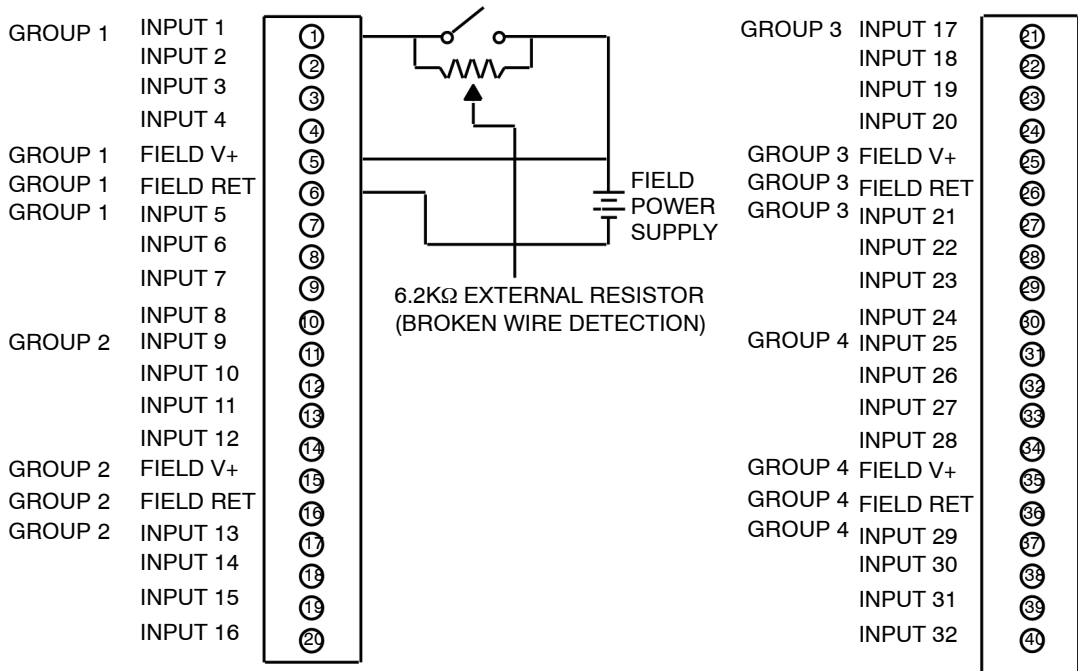 GROUP 1 INPUT 1 1
INPUT 2 2
INPUT 3 3
INPUT 4 4
GROUP 1 FIELD V+ 5
GROUP 1 FIELD RET 6
GROUP 1 INPUT 5 7
INPUT 6 8
INPUT 7 9
INPUT 8 10
GROUP 2 INPUT 9 11
INPUT 10 12
INPUT 11 13
INPUT 12 14
GROUP 2 FIELD V+ 15
GROUP 2 FIELD RET 16
GROUP 2 INPUT 13 17
INPUT 14 18
INPUT 15 19
INPUT 16 20
FIELD
POWER
SUPPLY
6.2KΩ EXTERNAL RESISTOR
(BROKEN WIRE DETECTION)
GROUP 3 INPUT 17 21
INPUT 18 22
INPUT 19 23
INPUT 20 24
GROUP 3 FIELD V+ 25
GROUP 3 FIELD RET 26
GROUP 3 INPUT 21 27
INPUT 22 28
INPUT 23 29
INPUT 24 30
GROUP 4 INPUT 25 31
INPUT 26 32
INPUT 27 33
INPUT 28 34
GROUP 4 FIELD V+ 35
GROUP 4 FIELD RET 36
GROUP 4 INPUT 29 37
INPUT 30 38
INPUT 31 39
INPUT 32 40